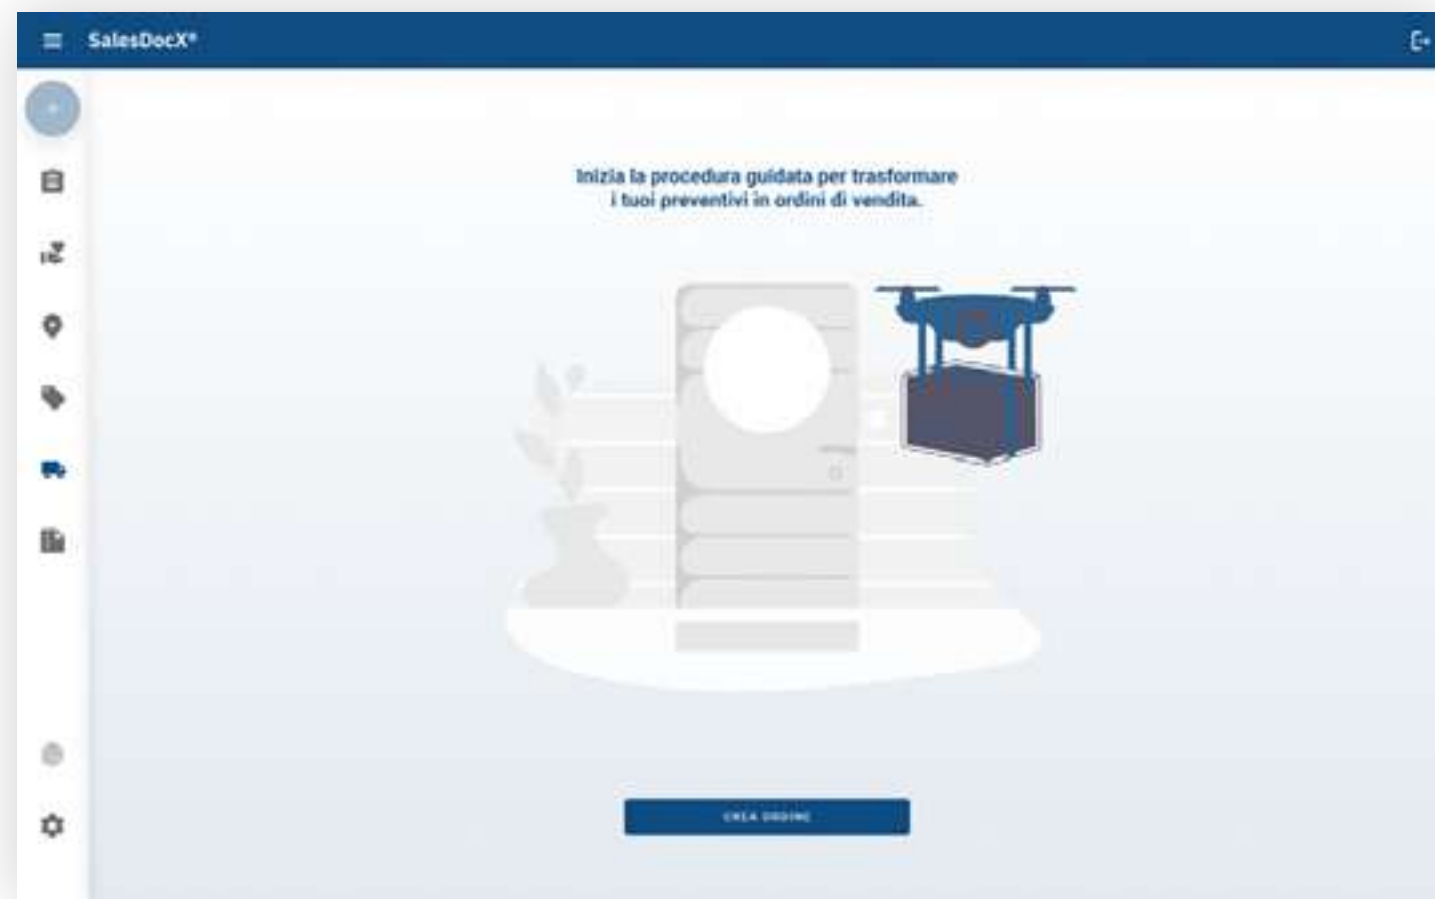 SalesDocX®
Inizia la procedura guidata per trasformare
i tuoi preventivi in ordini di vendita.
CREA ORDINE